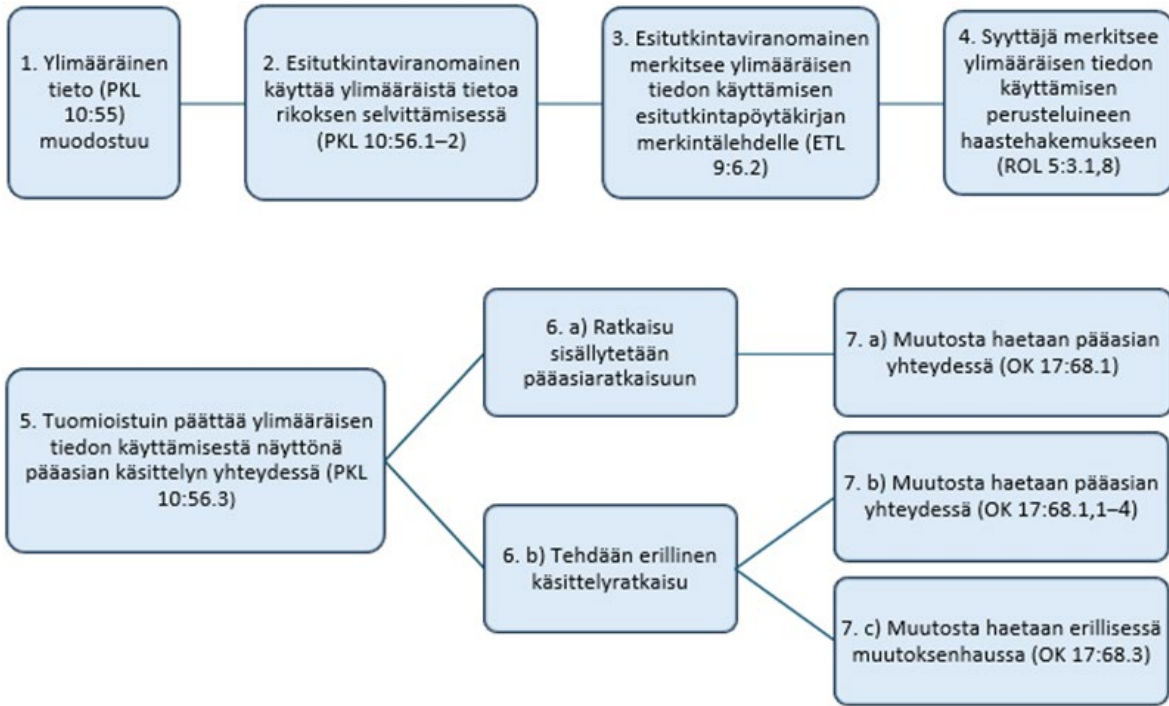 1. Ylimääräinen
tieto (PKL
10:55)
muodostuu
2. Esitutkintaviranomainen
käyttää ylimääräistä tietoa
rikoksen selvittämisessä
(PKL 10:56.1–2)
3. Esitutkintaviranomainen
merkitsee ylimääräisen
tiedon käyttämisen
esitutkintapöytäkirjan
merkintälehdelle (ETL
9:6.2)
4. Syyttäjä merkitsee
ylimääräisen tiedon
käyttämisen
perusteluineen
haastehakemukseen
(ROL 5:3.1,8)
5. Tuomioistuin päättää ylimääräisen
tiedon käyttämisestä näyttönä
pääasian käsittelyn yhteydessä (PKL
10:56.3)
6. a) Ratkaisu
sisällytetään
pääasiaratkaisuun
7. a) Muutosta haetaan pääasian
yhteydessä (OK 17:68.1)
6. b) Tehdään erillinen
käsittelyratkaisu
7. b) Muutosta haetaan pääasian
yhteydessä (OK 17:68.1,1–4)
7. c) Muutosta haetaan erillisessä
muutoksenhaussa (OK 17:68.3)